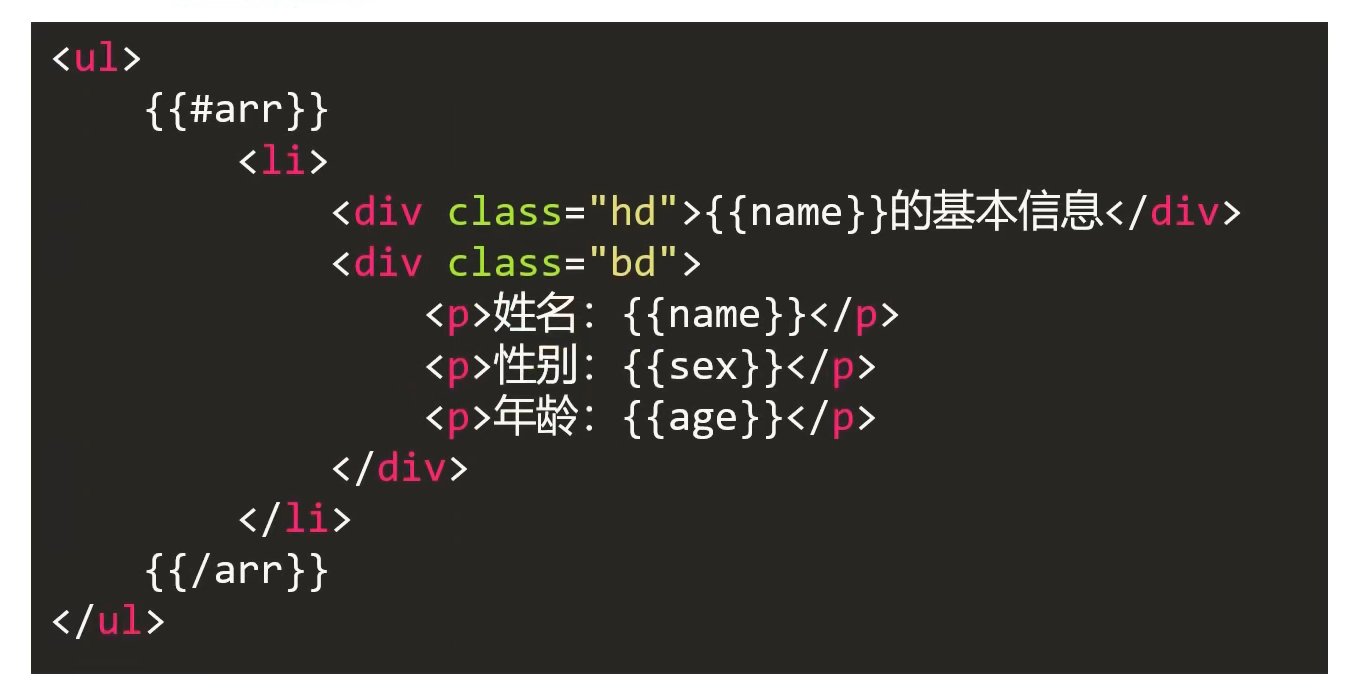 <ul>
    {{#arr}}
        <li>
            <div class="hd">{{name}}的基本信息</div>
            <div class="bd">
                <p>姓名：{{name}}</p>
                <p>性别：{{sex}}</p>
                <p>年龄：{{age}}</p>
            </div>
        </li>
    {{/arr}}
</ul>